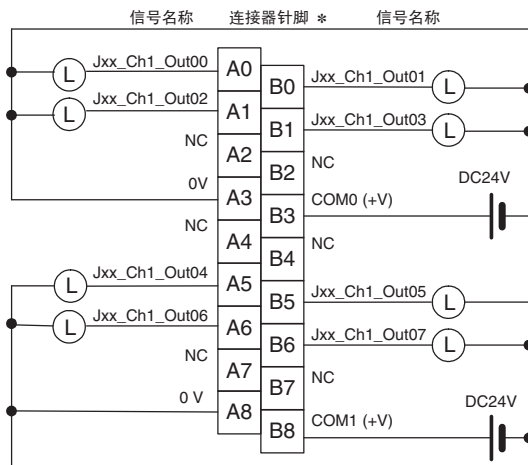 信号名称 连接器针脚 * 信号名称
L Jxx_Ch1_Out00 A0
B0 Jxx_Ch1_Out01 L
L Jxx_Ch1_Out02 A1
B1 Jxx_Ch1_Out03 L
NC A2
B2 NC
DC24V
0V A3
B3 COM0 (+V)
NC A4
B4 NC
L Jxx_Ch1_Out04 A5
B5 Jxx_Ch1_Out05 L
L Jxx_Ch1_Out06 A6
B6 Jxx_Ch1_Out07 L
NC A7
B7 NC
0 V A8
DC24V
B8 COM1 (+V)